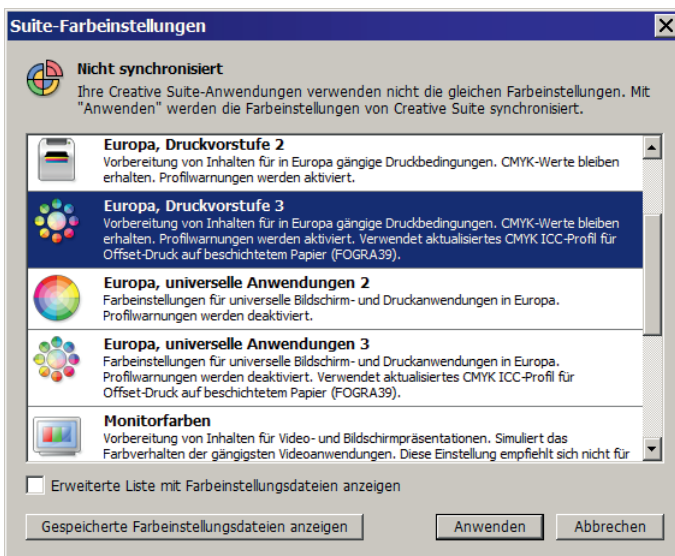 Suite-Farbeinstellungen
Nicht synchronisiert
Ihre Creative Suite-Anwendungen verwenden nicht die gleichen Farbeinstellungen. Mit
"Anwenden" werden die Farbeinstellungen von Creative Suite synchronisiert.
Europa, Druckvorstufe 2
Vorbereitung von Inhalten für in Europa gängige Druckbedingungen. CMYK-Werte bleiben
erhalten. Profilwarnungen werden aktiviert.
Europa, Druckvorstufe 3
Vorbereitung von Inhalten für in Europa gängige Druckbedingungen. CMYK-Werte bleiben
erhalten. Profilwarnungen werden aktiviert. Verwendet aktualisiertes CMYK ICC-Profil für
Offset-Druck auf beschichtetem Papier (FOGRA39).
Europa, universelle Anwendungen 2
Farbeinstellungen für universelle Bildschirm- und Druckanwendungen in Europa.
Profilwarnungen werden deaktiviert.
Europa, universelle Anwendungen 3
Farbeinstellungen für universelle Bildschirm- und Druckanwendungen in Europa.
Profilwarnungen werden deaktiviert. Verwendet aktualisiertes CMYK ICC-Profil für
Offset-Druck auf beschichtetem Papier (FOGRA39).
Monitorfarben
Vorbereitung von Inhalten für Video- und Bildschirmpräsentationen. Simuliert das
Farbverhalten der gängigsten Videoanwendungen. Diese Einstellung empfiehlt sich nicht für
Erweiterte Liste mit Farbeinstellungsdateien anzeigen
Gespeicherte Farbeinstellungsdateien anzeigen
Anwenden
Abbrechen